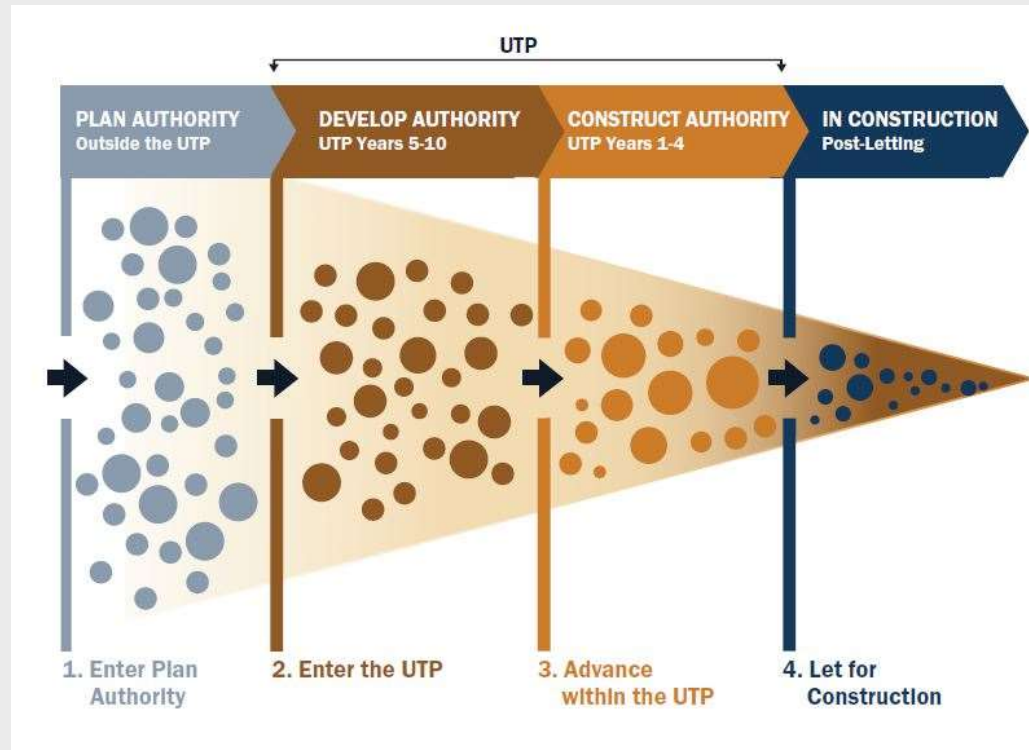 UTP
PLAN AUTHORITY
Outside the UTP
DEVELOP AUTHORITY
UTP Years 5-10
CONSTRUCT AUTHORITY
UTP Years 1-4
IN CONSTRUCTION
Post-Letting
1. Enter Plan
Authority
2. Enter the UTP
3. Advance
within the UTP
4. Let for
Construction